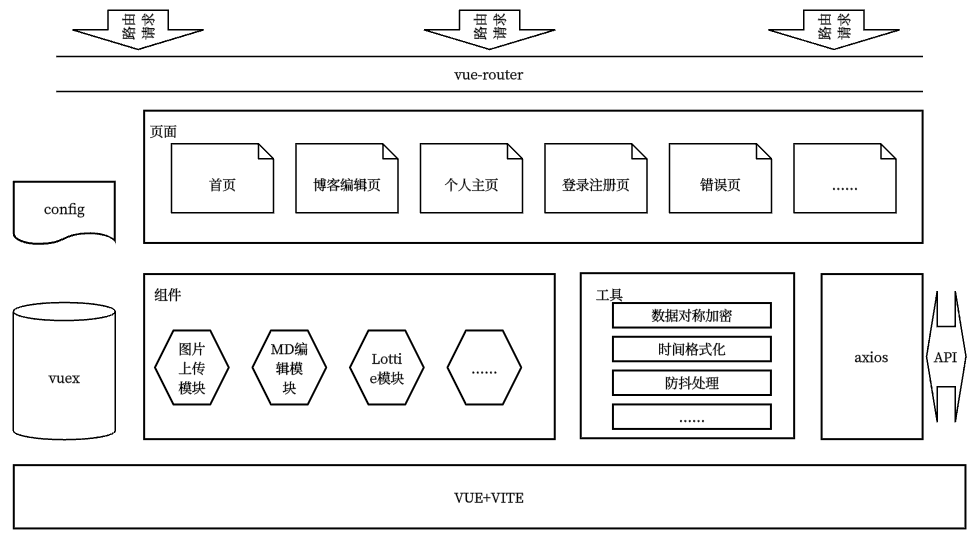 路由
请求
路由
请求
路由
请求
vue-router
页面
首页
博客编辑页
个人主页
登录注册页
错误页
......
config
组件
图片
上传
模块
MD编
辑模
块
Lotti
e模块
......
工具
数据对称加密
时间格式化
防抖处理
......
axios
API
vuex
VUE+VITE